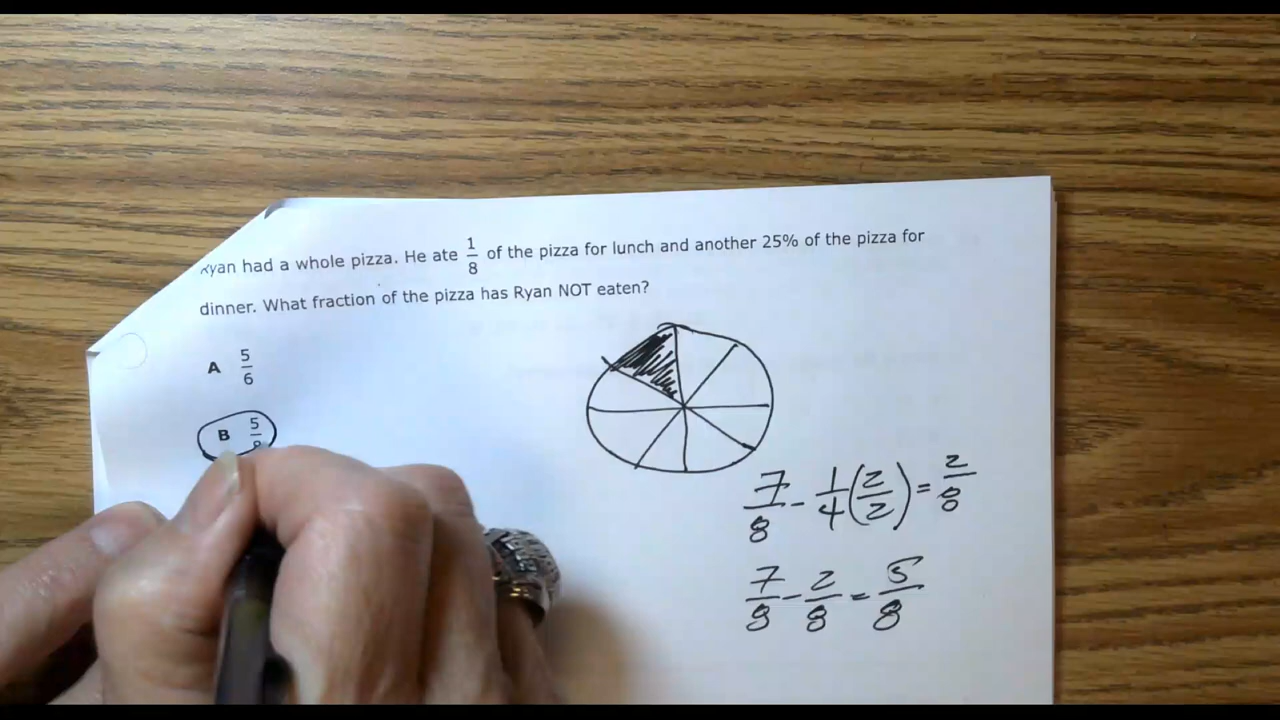 Ryan had a whole pizza. He ate 1/8 of the pizza for lunch and another 25% of the pizza for
dinner. What fraction of the pizza has Ryan NOT eaten?
A 5/6
B 5/8
7/8 - 1/4 (2/2) = 2/8
7/8 - 2/8 = 5/8